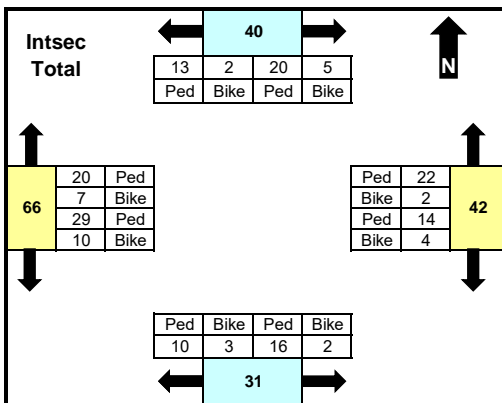 Intsec
Total
40
13 2 20 5
Ped Bike Ped Bike
N
66
20 Ped
7 Bike
29 Ped
10 Bike
Ped 22
Bike 2
Ped 14
Bike 4
42
Ped Bike Ped Bike
10 3 16 2
31